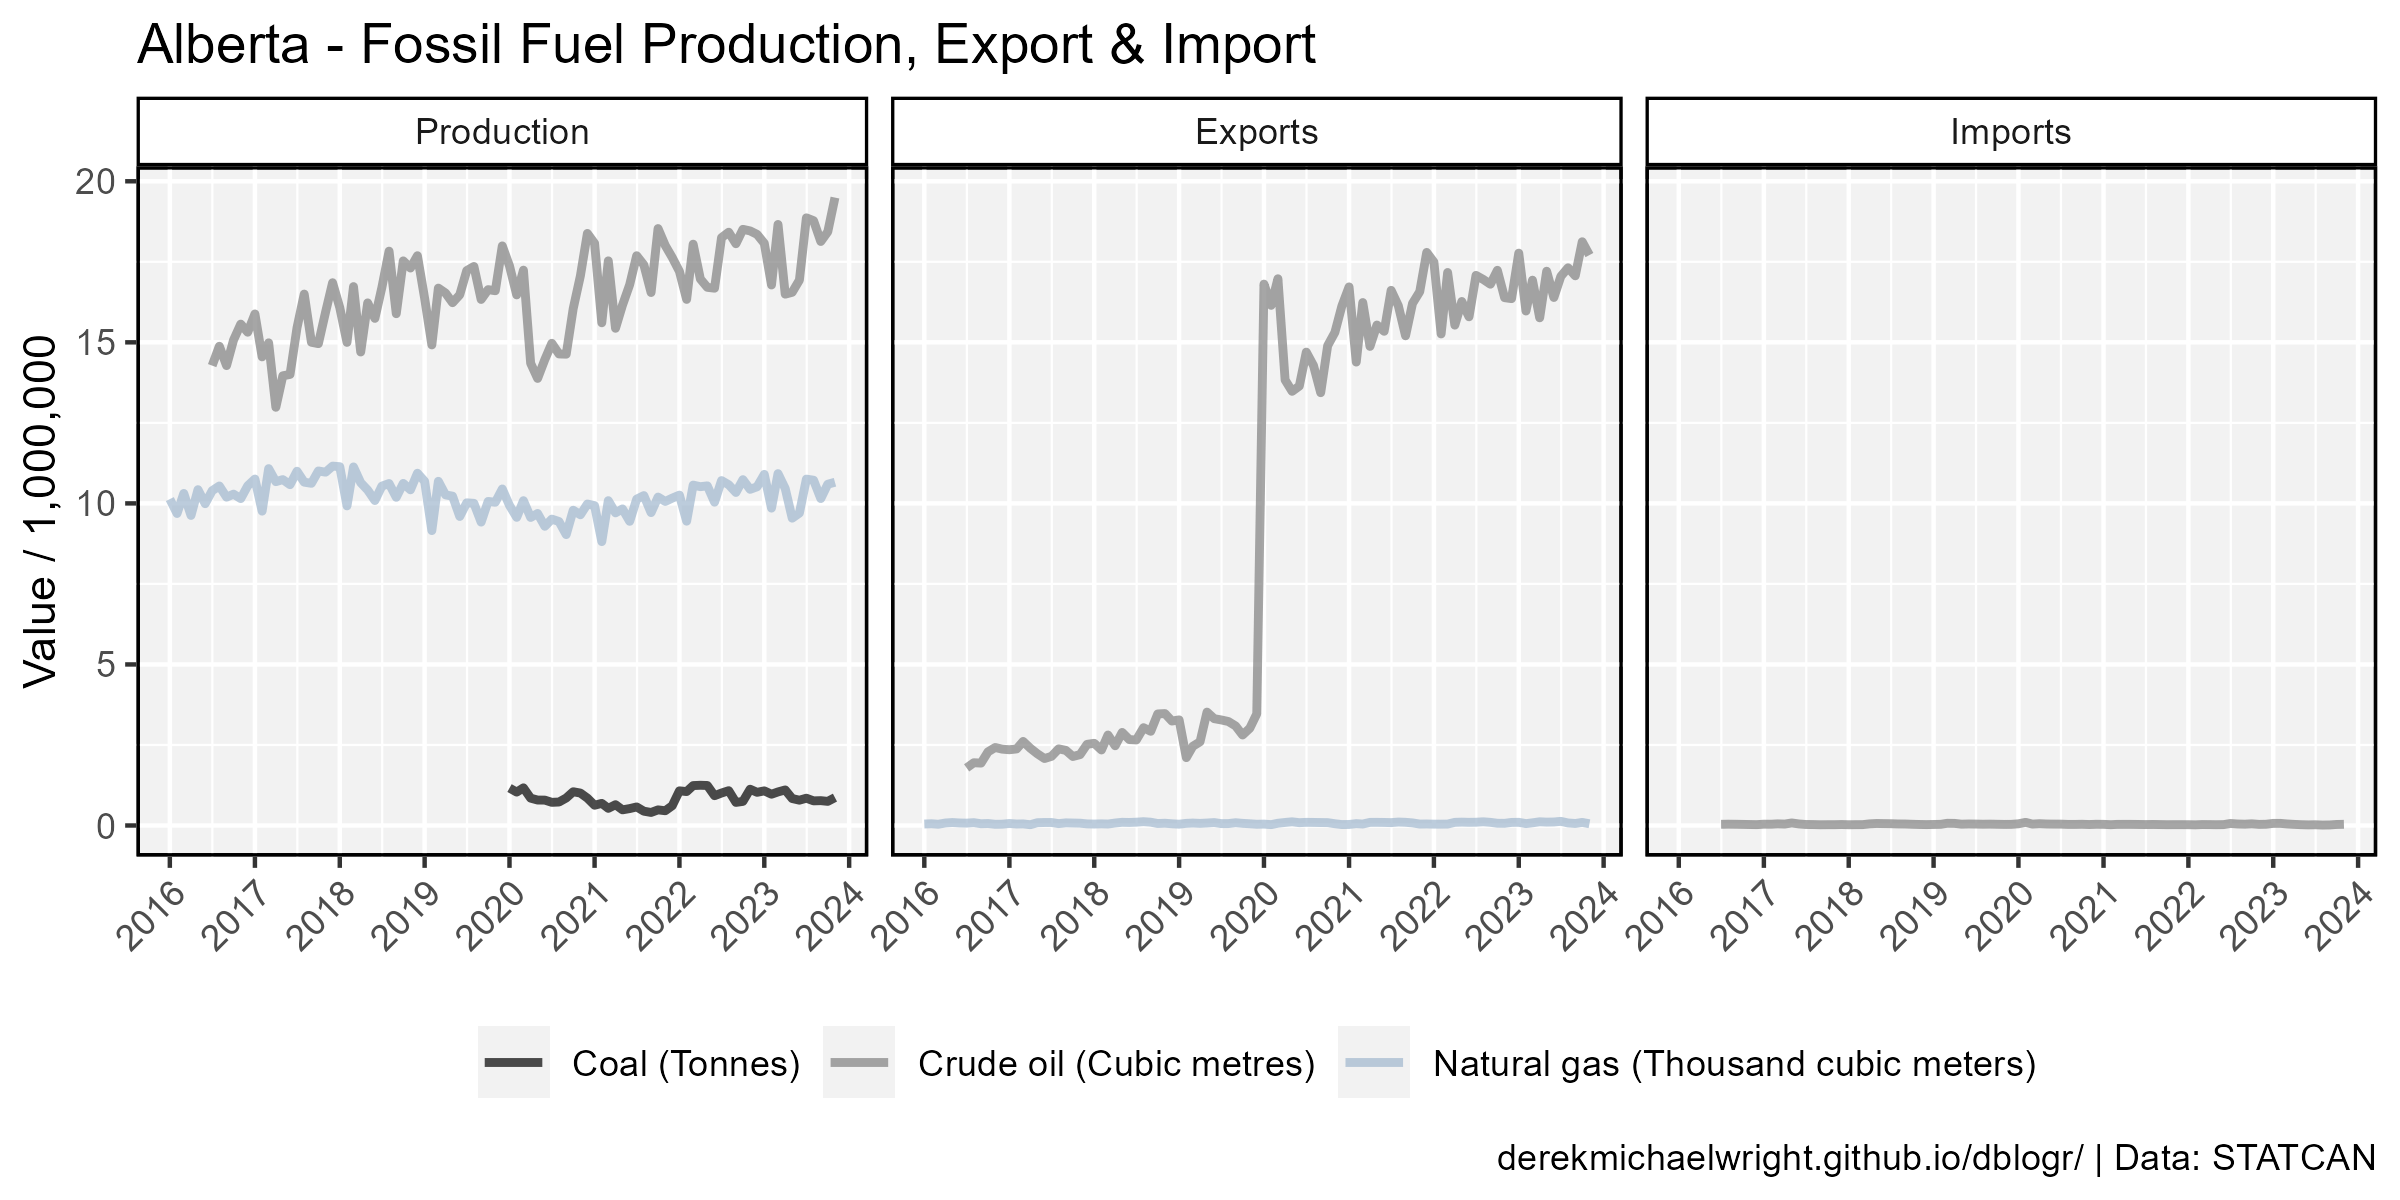 Alberta - Fossil Fuel Production, Export & Import
Production
Exports
Imports
Value / 1,000,000
20
15
10
5
0
2016 2017 2018 2019 2020 2021 2022 2023 2024
2016 2017 2018 2019 2020 2021 2022 2023 2024
2016 2017 2018 2019 2020 2021 2022 2023 2024
Coal (Tonnes) Crude oil (Cubic metres) Natural gas (Thousand cubic meters)
derekmichaelwright.github.io/dblogr/ | Data: STATCAN